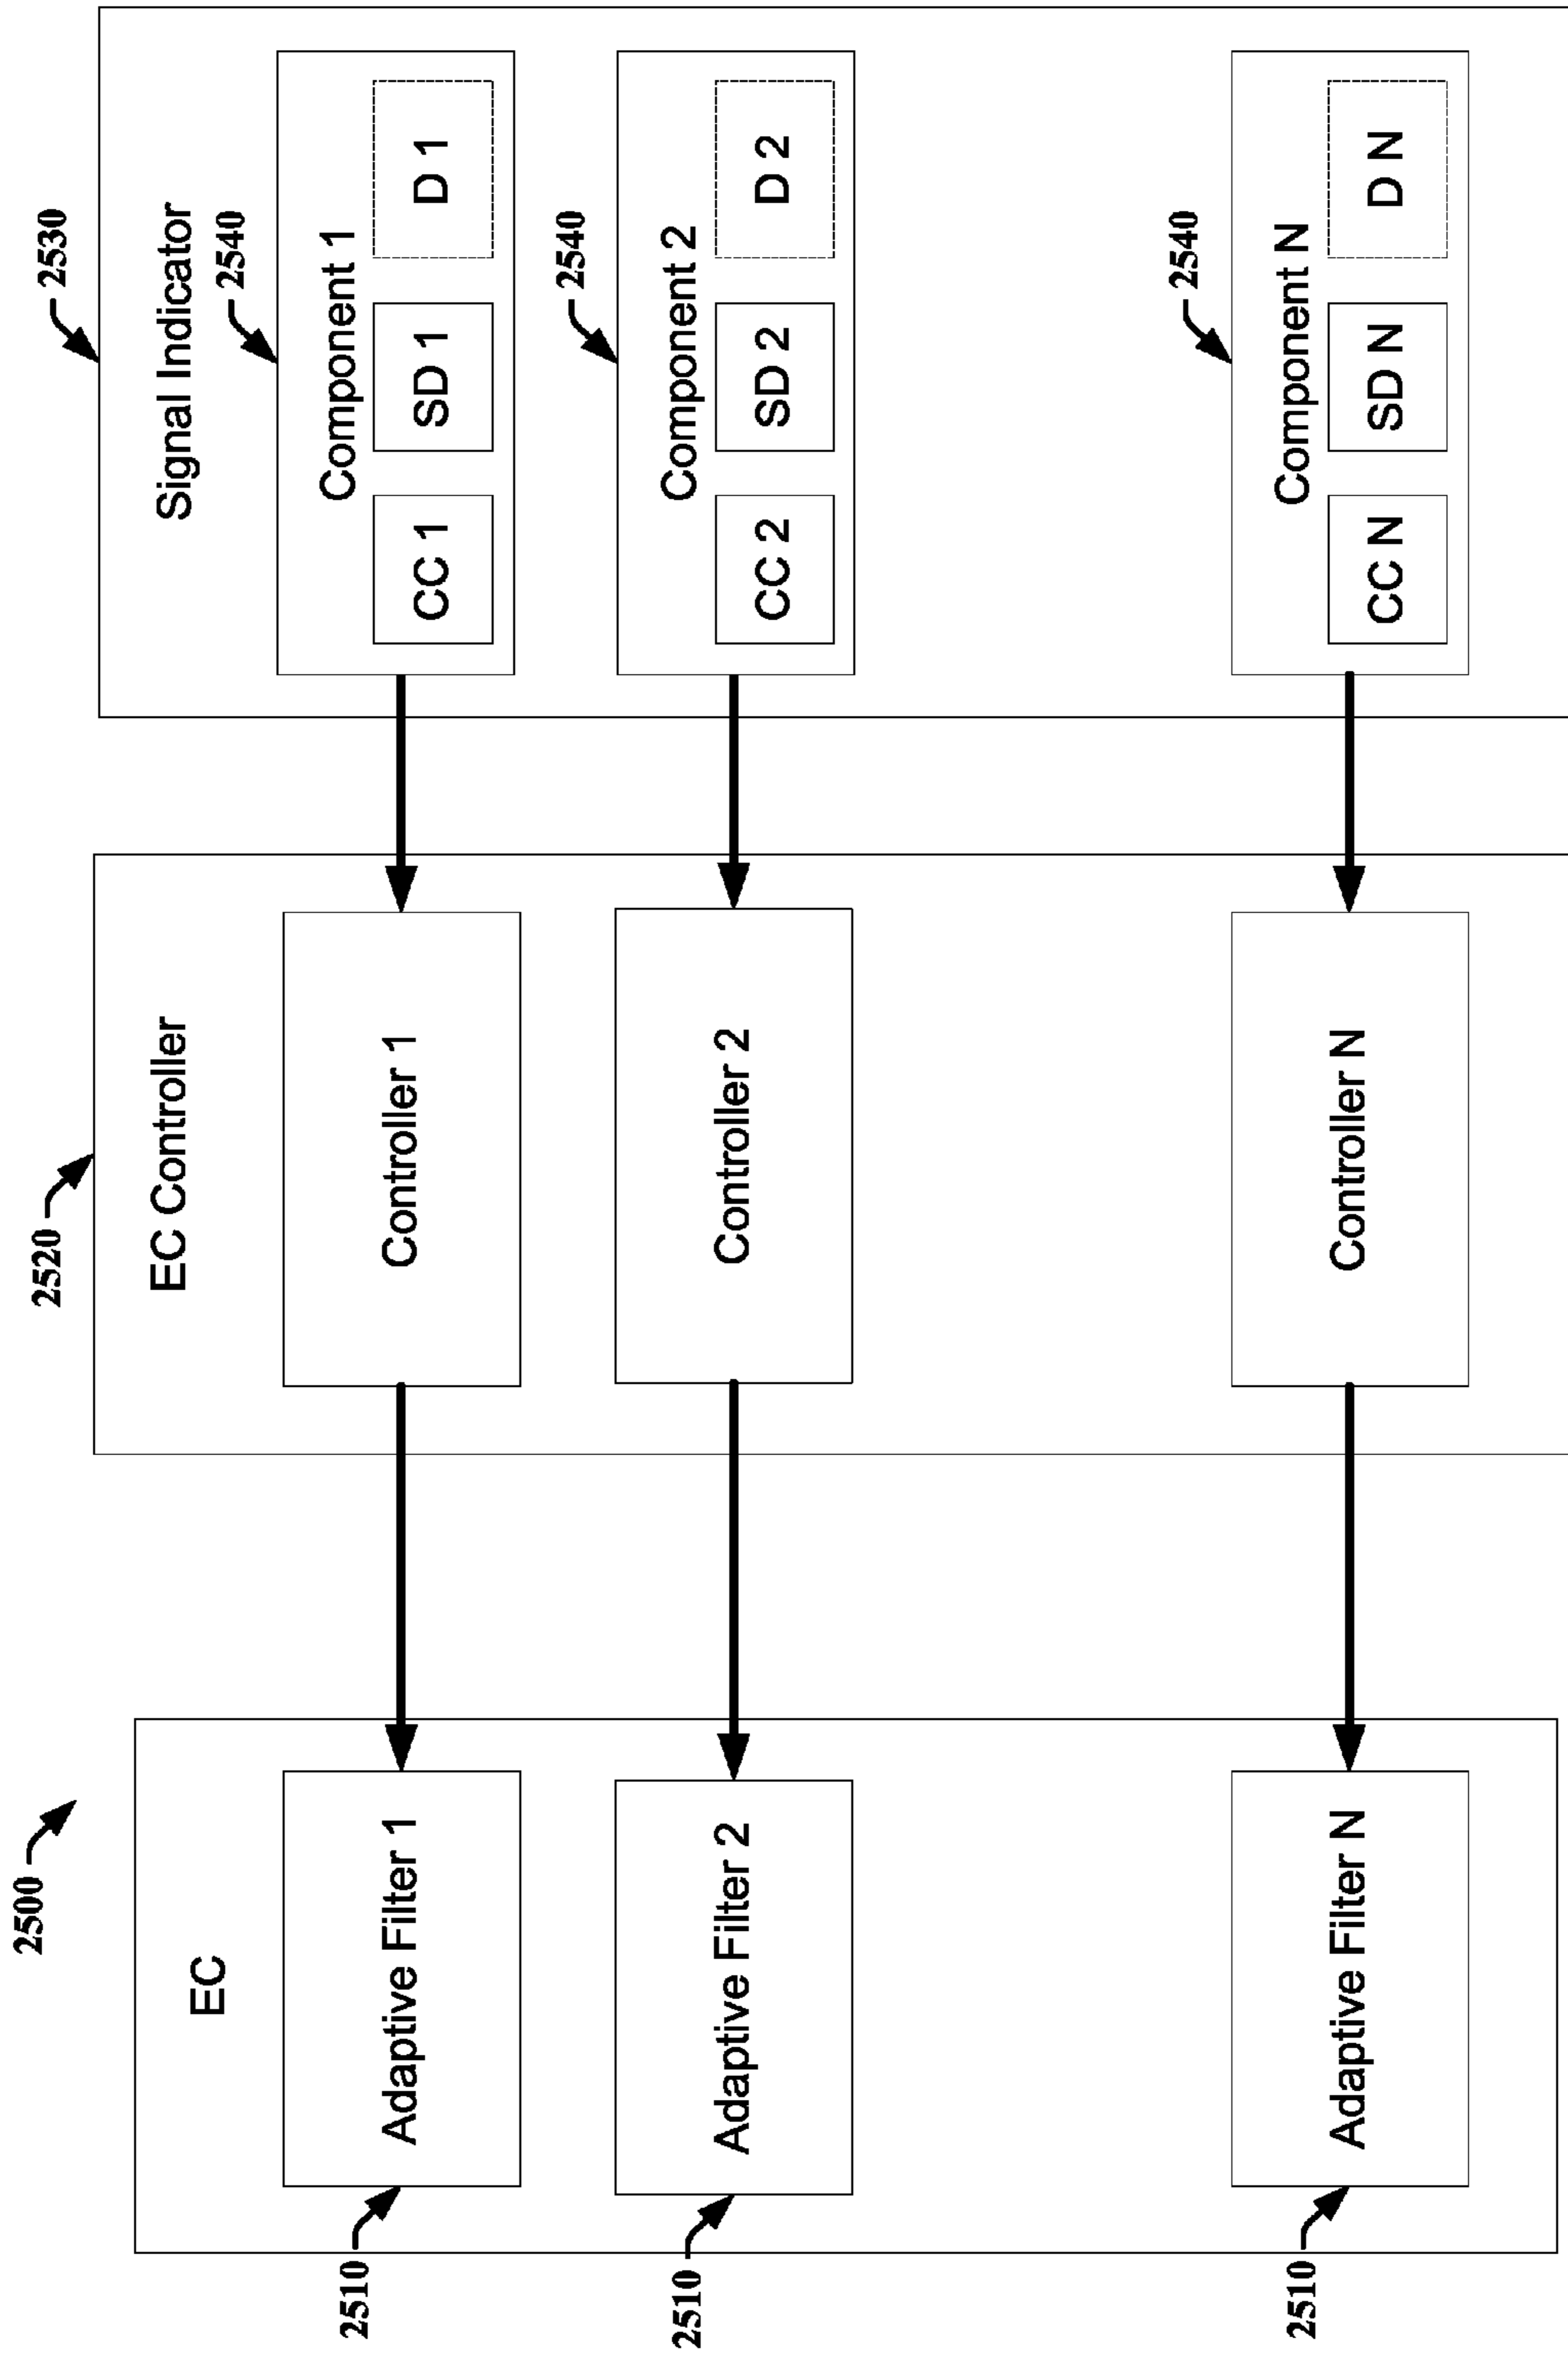 2500
2520
2530
EC
EC Controller
Signal Indicator
2540
Component 1
2510
Adaptive Filter 1
Controller 1
CC 1
SD 1
D 1
2540
Component 2
2510
Adaptive Filter 2
Controller 2
CC 2
SD 2
D 2
2540
Component N
2510
Adaptive Filter N
Controller N
CC N
SD N
D N